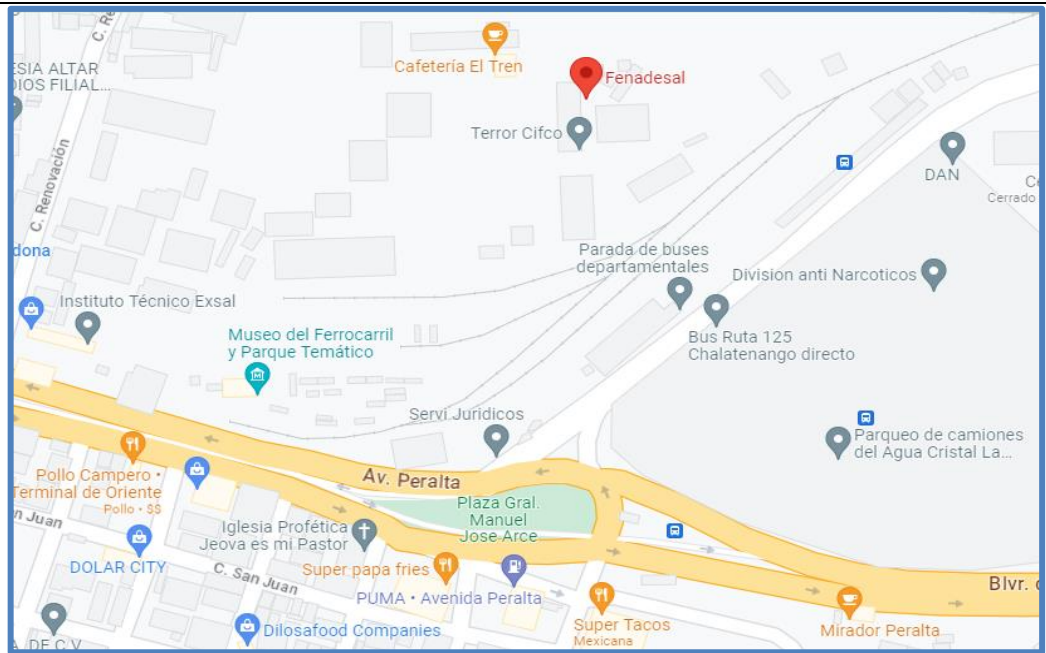 C. R
ESIA ALTAR
DIOS FILIAL...
Cafetería El Tren
Fenadesal
Terror Cifco
DAN
Cerrado
C. Renovación
dona
Parada de buses
departamentales
Division anti Narcoticos
Instituto Técnico Exsal
Museo del Ferrocarril
y Parque Temático
M
Bus Ruta 125
Chalatenango directo
Servi Juridicos
Parqueo de camiones
del Agua Cristal La...
Pollo Campero •
Terminal de Oriente
Pollo • $$
Av. Peralta
Plaza Gral.
Manuel
Jose Arce
n Juan
Iglesia Profética
Jeova es mi Pastor
DOLAR CITY
C. San Juan
Super papa fries
PUMA • Avenida Peralta
Blvr.
Super Tacos
Mexicana
Mirador Peralta
Dilosafood Companies
A. DE C.V.